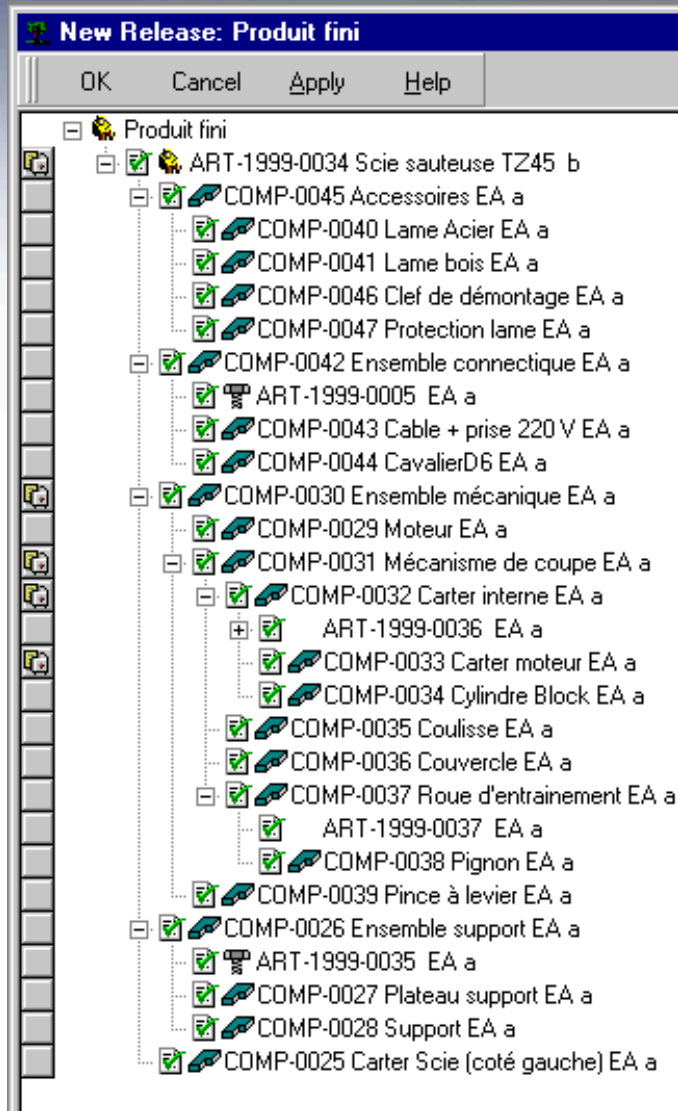 New Release: Produit fini
OK Cancel Apply Help
Produit fini
ART-1999-0034 Scie sauteuse TZ45 b
COMP-0045 Accessoires EA a
COMP-0040 Lame Acier EA a
COMP-0041 Lame bois EA a
COMP-0046 Clef de démontage EA a
COMP-0047 Protection lame EA a
COMP-0042 Ensemble connectique EA a
ART-1999-0005 EA a
COMP-0043 Cable + prise 220 V EA a
COMP-0044 CavalierD6 EA a
COMP-0030 Ensemble mécanique EA a
COMP-0029 Moteur EA a
COMP-0031 Mécanisme de coupe EA a
COMP-0032 Carter interne EA a
ART-1999-0036 EA a
COMP-0033 Carter moteur EA a
COMP-0034 Cylindre Block EA a
COMP-0035 Coulisse EA a
COMP-0036 Couvercle EA a
COMP-0037 Roue d'entrainement EA a
ART-1999-0037 EA a
COMP-0038 Pignon EA a
COMP-0039 Pince à levier EA a
COMP-0026 Ensemble support EA a
ART-1999-0035 EA a
COMP-0027 Plateau support EA a
COMP-0028 Support EA a
COMP-0025 Carter Scie (coté gauche) EA a